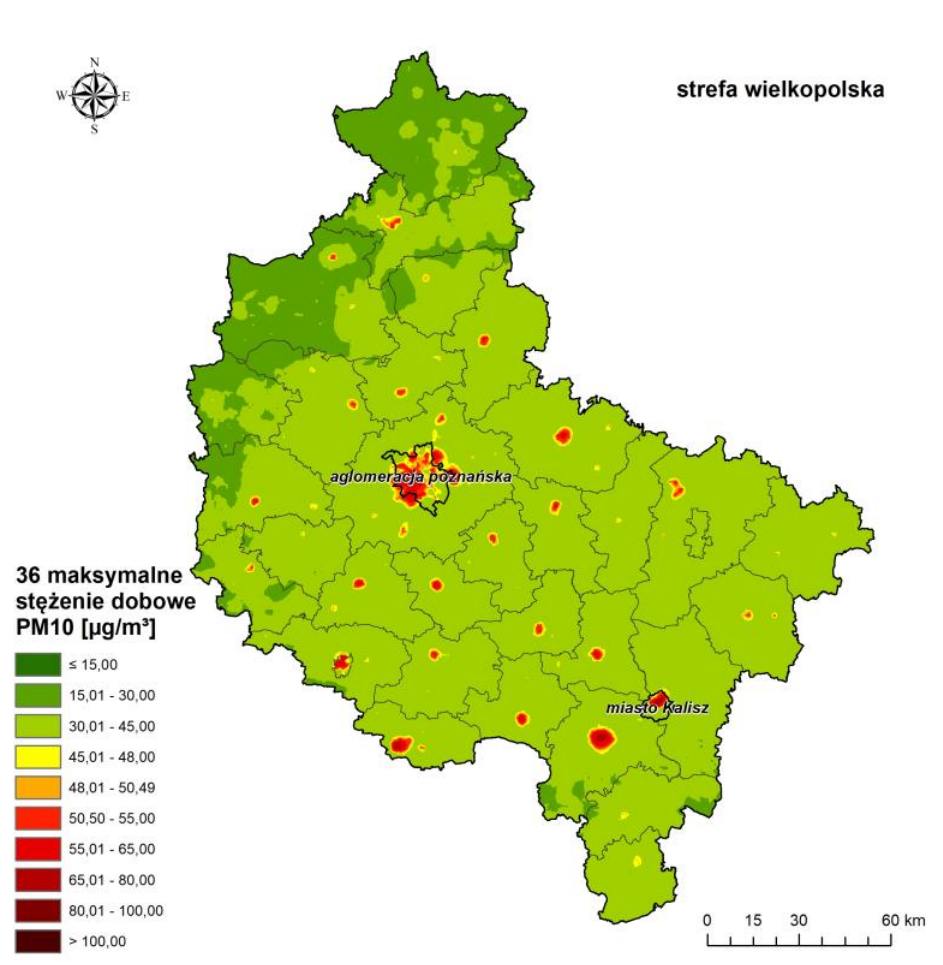 N
W E
S
strefa wielkopolska
aglomeracja poznańska
miasto Kalisz
36 maksymalne
stężenie dobowe
PM10 [µg/m³]
≤ 15,00
15,01 - 30,00
30,01 - 45,00
45,01 - 48,00
48,01 - 50,49
50,50 - 55,00
55,01 - 65,00
65,01 - 80,00
80,01 - 100,00
> 100,00
0 15 30 60 km